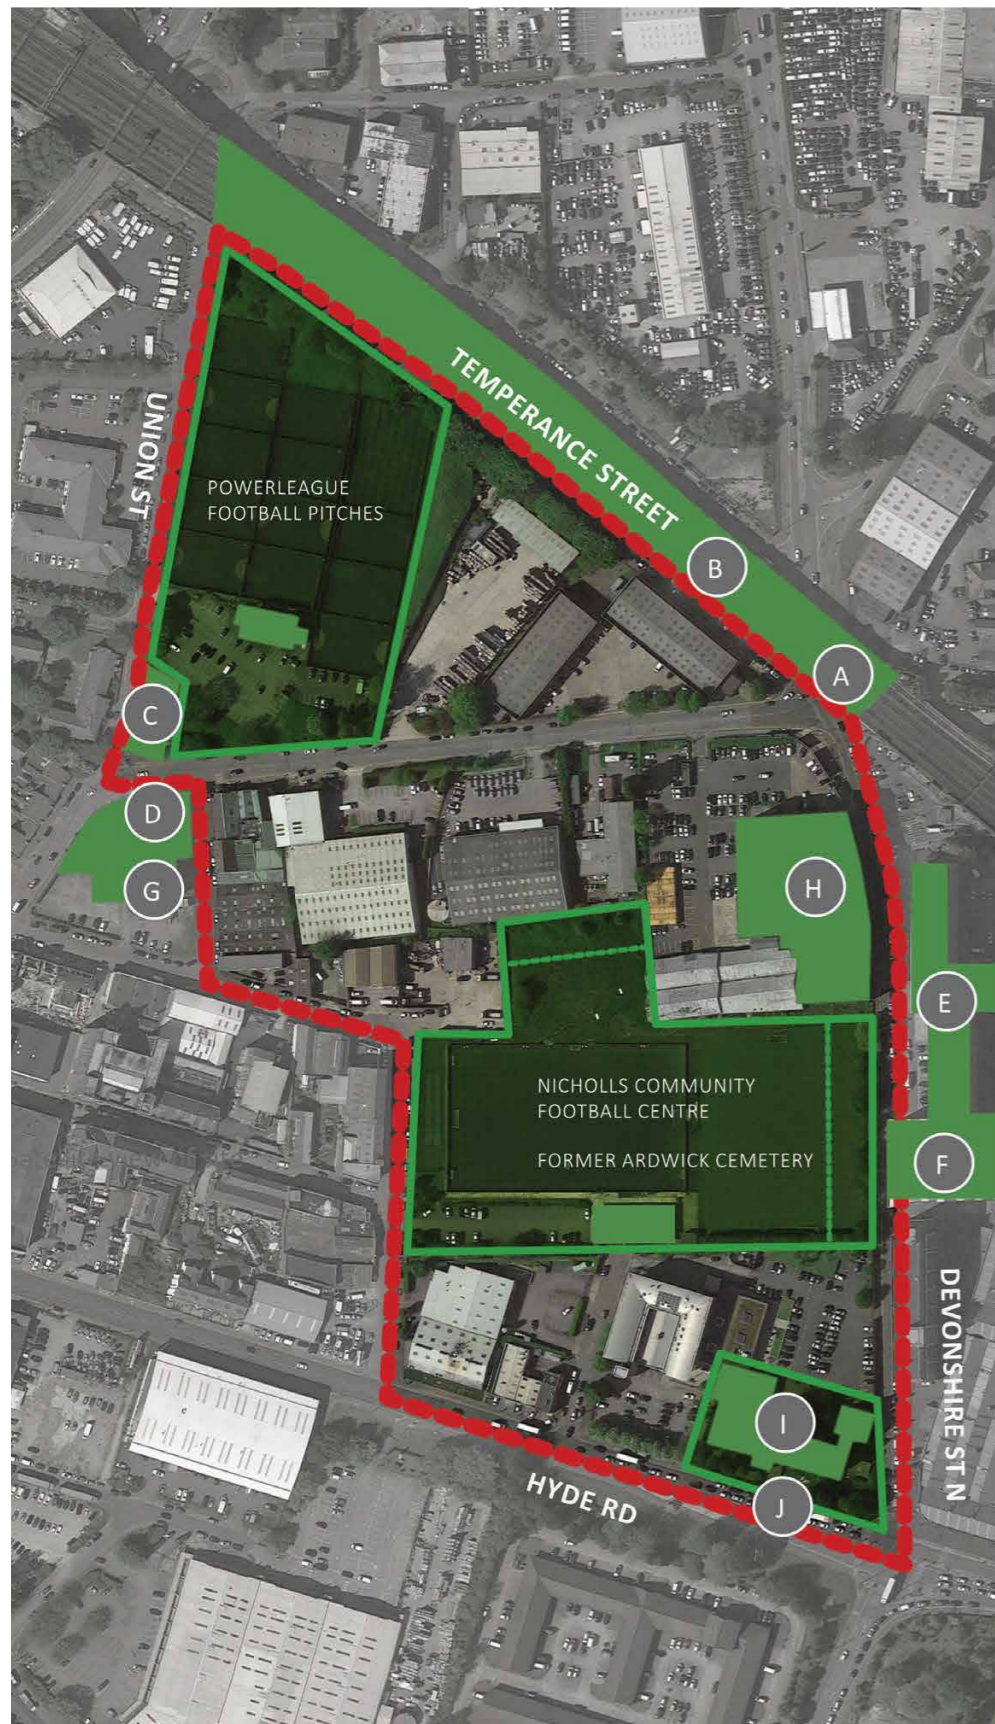 TEMPERANCE STREET
UNION ST
POWERLEAGUE
FOOTBALL PITCHES
B
A
C
D
G
H
E
NICHOLLS COMMUNITY
FOOTBALL CENTRE
FORMER ARDWICK CEMETERY
F
DEVONSHIRE ST N
I
J
HYDE RD